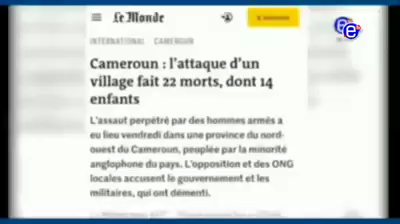 Le Monde
INTERNATIONAL CAMEROUN
Cameroun : l'attaque d'un
village fait 22 morts, dont 14
enfants
L'assaut perpétré par des hommes armés a
eu lieu vendredi dans une province du nord-
ouest du Cameroun, peuplée par la minorité
anglophone du pays. L'opposition et des ONG
locales accusent le gouvernement et les
militaires, qui ont démenti.